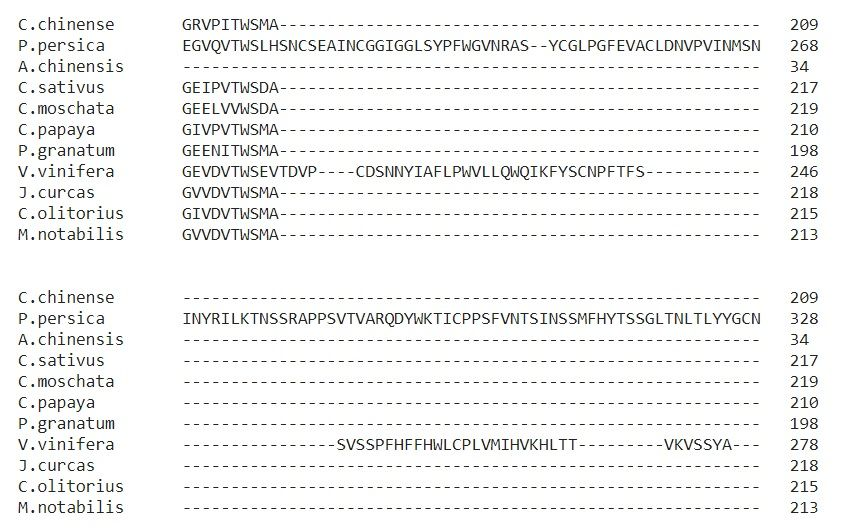 C.chinense GRVPITWSMA-------------------------------------------------- 209
P.persica EGVQVTWSLHSNCSEAINCGGIGGLSYPFWGVNRAS--YCGLPGFEVACLDNVPVINMSN 268
A.chinensis ------------------------------------------------------------ 34
C.sativus GEIPVTWSDA-------------------------------------------------- 217
C.moschata GEELVVWSDA-------------------------------------------------- 219
C.papaya GIVPVTWSMA-------------------------------------------------- 210
P.granatum GEENITWSMA-------------------------------------------------- 198
V.vinifera GEVDVTWSEVTDVP----CDSNNYIAFLPWVLLQWQIKFYSCNPFTFS------------ 246
J.curcas GVVDVTWSMA-------------------------------------------------- 218
C.olitorius GIVDVTWSMA-------------------------------------------------- 215
M.notabilis GVVDVTWSMA-------------------------------------------------- 213
C.chinense ------------------------------------------------------------ 209
P.persica INYRILKTNSSRAPPSVTVARQDYWKTICPPSFVNTSINSSMFHYTSSGLTNLTLYYGCN 328
A.chinensis ------------------------------------------------------------ 34
C.sativus ------------------------------------------------------------ 217
C.moschata ------------------------------------------------------------ 219
C.papaya ------------------------------------------------------------ 210
P.granatum ------------------------------------------------------------ 198
V.vinifera ----------------SVSSPFHFFHWLCPLVMIHVKHLTT---------VKVSSYA--- 278
J.curcas ------------------------------------------------------------ 218
C.olitorius ------------------------------------------------------------ 215
M.notabilis ------------------------------------------------------------ 213